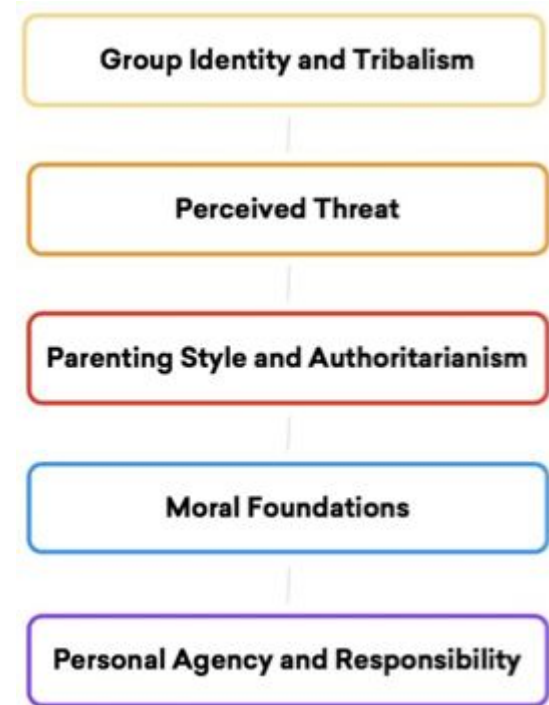 Group Identity and Tribalism
Perceived Threat
Parenting Style and Authoritarianism
Moral Foundations
Personal Agency and Responsibility